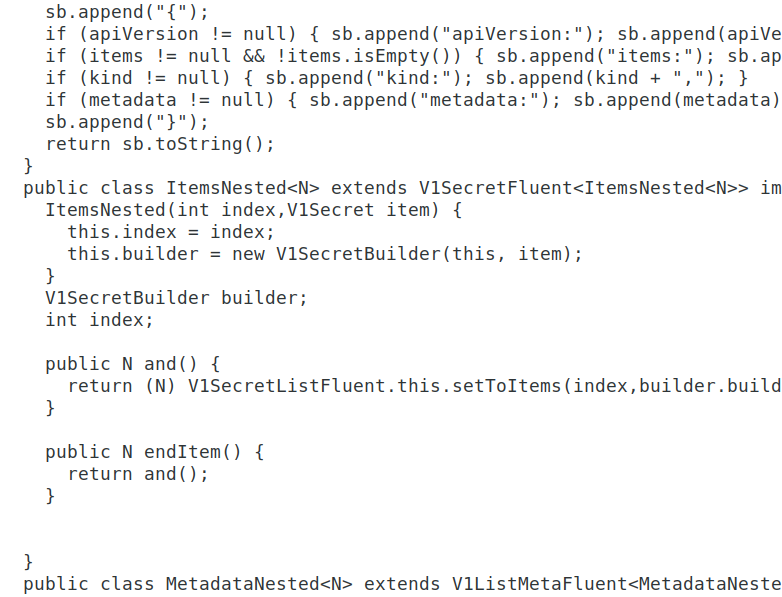 sb.append("{");
if (apiVersion != null) { sb.append("apiVersion:"); sb.append(apiVe
if (items != null && !items.isEmpty()) { sb.append("items:"); sb.ap
if (kind != null) { sb.append("kind:"); sb.append(kind + ","); }
if (metadata != null) { sb.append("metadata:"); sb.append(metadata)
sb.append("}");
return sb.toString();
}
public class ItemsNested<N> extends V1SecretFluent<ItemsNested<N>> im
ItemsNested(int index,V1Secret item) {
this.index = index;
this.builder = new V1SecretBuilder(this, item);
}
V1SecretBuilder builder;
int index;
public N and() {
return (N) V1SecretListFluent.this.setToItems(index,builder.build
}
public N endItem() {
return and();
}
}
public class MetadataNested<N> extends V1ListMetaFluent<MetadataNeste